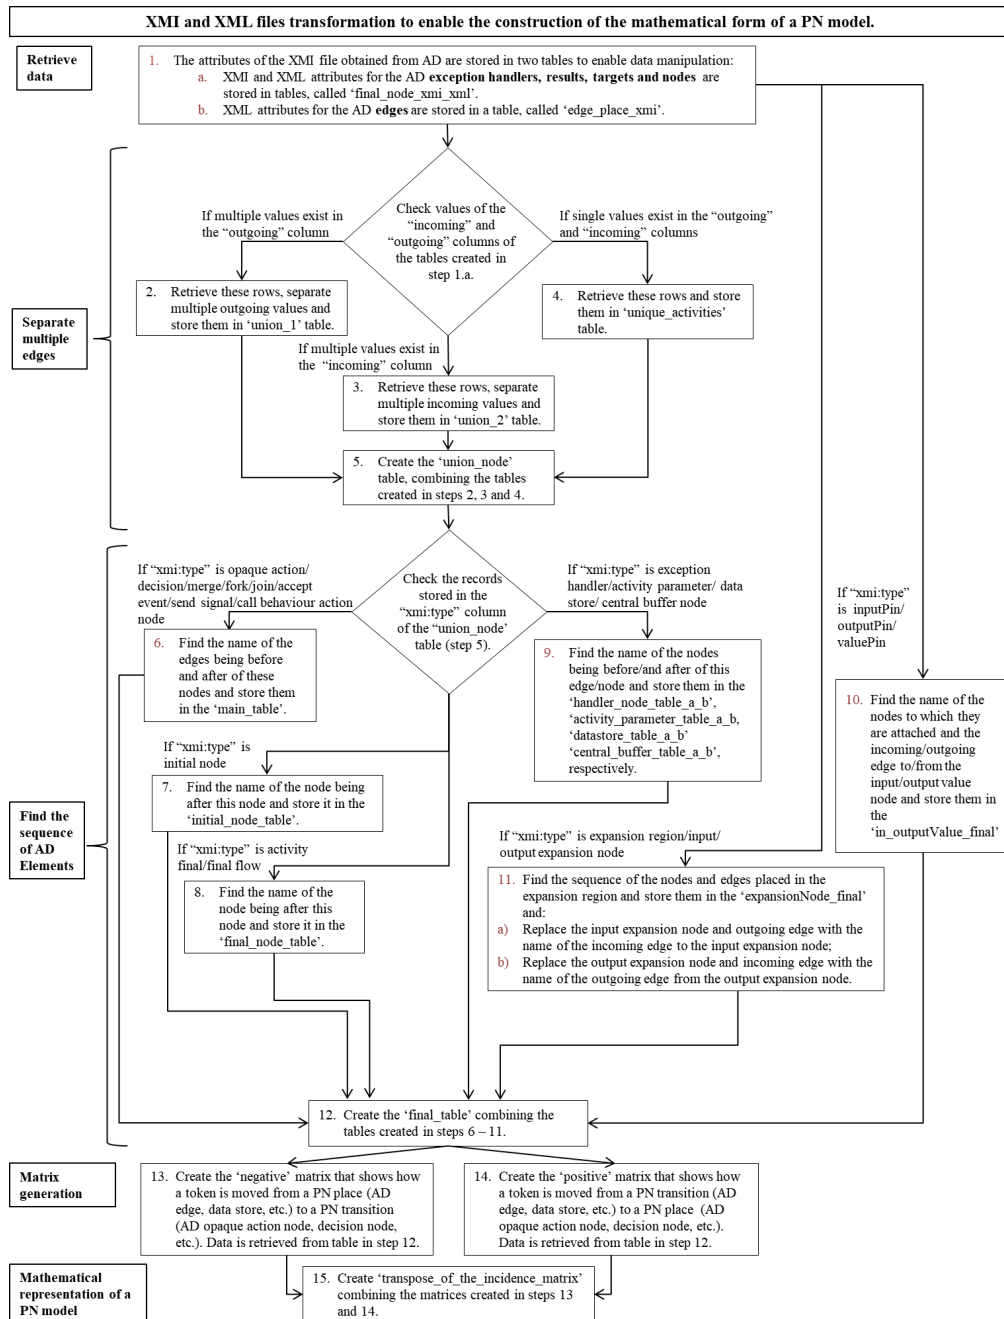 XMI and XML files transformation to enable the construction of the mathematical form of a PN model.
Retrieve
data
1. The attributes of the XMI file obtained from AD are stored in two tables to enable data manipulation:
a. XMI and XML attributes for the AD exception handlers, results, targets and nodes are
stored in tables, called ‘final_node_xmi_xml’.
b. XML attributes for the AD edges are stored in a table, called ‘edge_place_xmi’.
Separate
multiple
edges
Check values of the
“incoming” and
“outgoing” columns of
the tables created in
step 1.a.
If multiple values exist in
the “outgoing” column
If single values exist in the “outgoing”
and “incoming” columns
2. Retrieve these rows, separate
multiple outgoing values and
store them in ‘union_1’ table.
4. Retrieve these rows and store
them in ‘unique_activities’
table.
If multiple values exist in
the “incoming” column
3. Retrieve these rows, separate
multiple incoming values and
store them in ‘union_2’ table.
5. Create the ‘union_node’
table, combining the tables
created in steps 2, 3 and 4.
Find the
sequence
of AD
Elements
Check the records
stored in the
“xmi:type” column
of the “union_node’
table (step 5).
If “xmi:type” is opaque action/
decision/merge/fork/join/accept
event/send signal/call behaviour action
node
If “xmi:type” is exception
handler/activity parameter/ data
store/ central buffer node
If “xmi:type”
is inputPin/
outputPin/
valuePin
6. Find the name of the
edges being before
and after of these
nodes and store them
in the ‘main_table’.
9. Find the name of the nodes
being before/and after of this
edge/node and store them in the
‘handler_node_table_a_b’,
‘activity_parameter_table_a_b,
‘datastore_table_a_b’
‘central_buffer_table_a_b’,
respectively.
10. Find the name of the
nodes to which they
are attached and the
incoming/outgoing
edge to/from the
input/output value
node and store them in
the
‘in_outputValue_final’
If “xmi:type” is
initial node
7. Find the name of the node being
after this node and store it in the
‘initial_node_table’.
If “xmi:type” is activity
final/final flow
8. Find the name of the
node being after this
node and store it in the
‘final_node_table’.
If “xmi:type” is expansion region/input/
output expansion node
11. Find the sequence of the nodes and edges placed in the
expansion region and store them in the ‘expansionNode_final’
and:
a) Replace the input expansion node and outgoing edge with the
name of the incoming edge to the input expansion node;
b) Replace the output expansion node and incoming edge with the
name of the outgoing edge from the output expansion node.
12. Create the ‘final_table’ combining the
tables created in steps 6 – 11.
Matrix
generation
13. Create the ‘negative’ matrix that shows how
a token is moved from a PN place (AD
edge, data store, etc.) to a PN transition
(AD opaque action node, decision node,
etc.). Data is retrieved from table in step 12.
14. Create the ‘positive’ matrix that shows how
a token is moved from a PN transition (AD
edge, data store, etc.) to a PN place (AD
opaque action node, decision node, etc.).
Data is retrieved from table in step 12.
Mathematical
representation of a
PN model
15. Create ‘transpose_of_the_incidence_matrix’
combining the matrices created in steps 13
and 14.